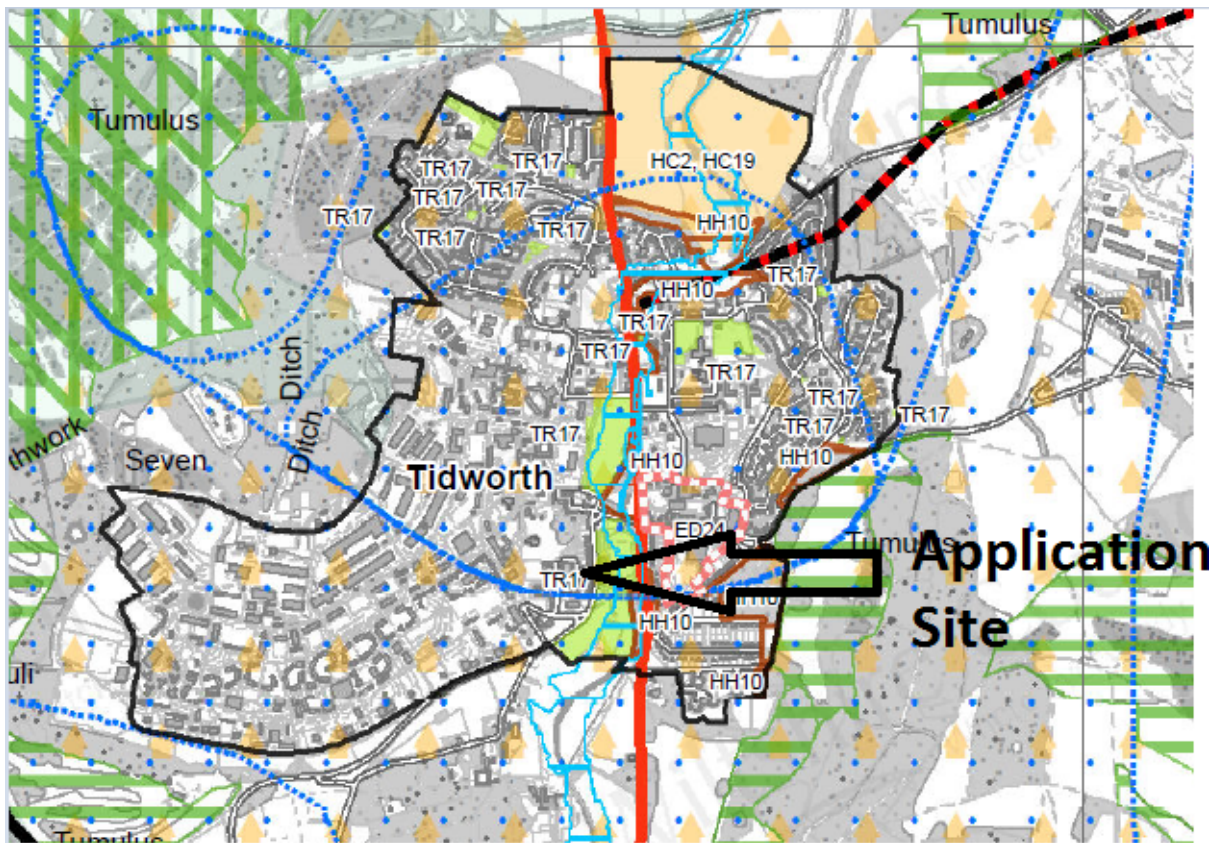 Tumulus
Tumulus
TR17
TR17
TR17
TR17
TR17
TR17
TR17
HC2, HC19
HH10
HH10
TR17
TR17
TR17
TR17
TR17
TR17
TR17
TR17
HH10
HH10
Ditch
Ditch
thwork
Seven
Tidworth
ED24
Tumulus
Application
Site
TR17
HH10
HH10
uli
Tumulus